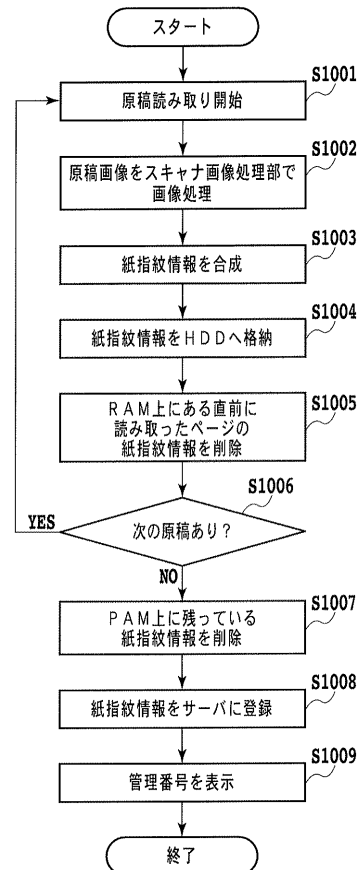 スタート
S1001
原稿読み取り開始
S1002
原稿画像をスキャナ画像処理部で
画像処理
S1003
紙指紋情報を合成
S1004
紙指紋情報をHDDへ格納
S1005
RAM上にある直前に
読み取ったページの
紙指紋情報を削除
S1006
次の原稿あり?
YES
NO
S1007
PAM上に残っている
紙指紋情報を削除
S1008
紙指紋情報をサーバに登録
S1009
管理番号を表示
終了